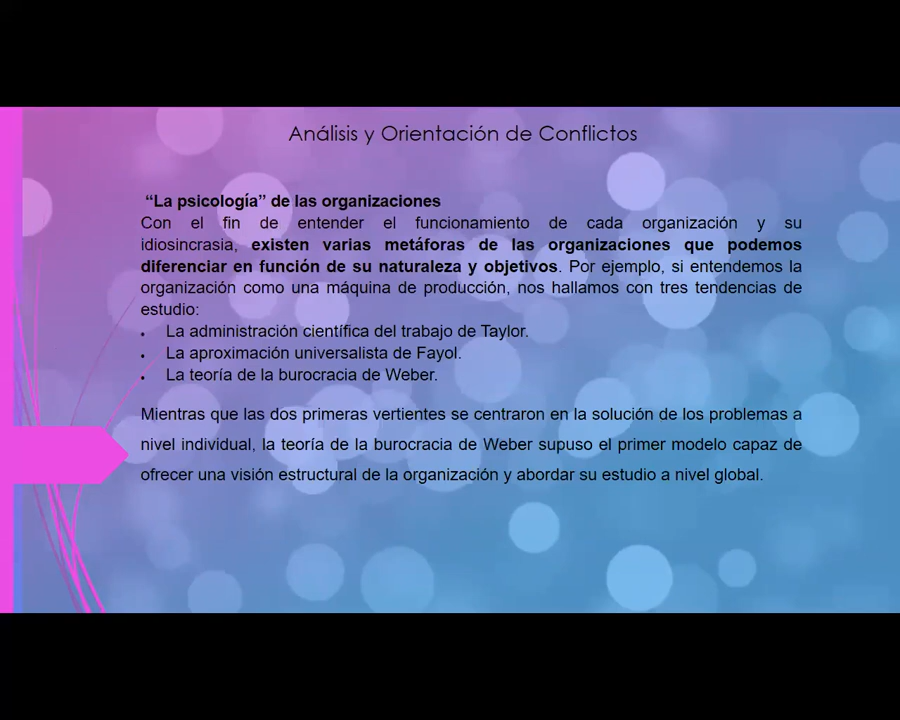 Análisis y Orientación de Conflictos
“La psicología” de las organizaciones
Con el fin de entender el funcionamiento de cada organización y su
idiosincrasia, existen varias metáforas de las organizaciones que podemos
diferenciar en función de su naturaleza y objetivos. Por ejemplo, si entendemos la
organización como una máquina de producción, nos hallamos con tres tendencias de
estudio:
• La administración científica del trabajo de Taylor.
• La aproximación universalista de Fayol.
• La teoría de la burocracia de Weber.
Mientras que las dos primeras vertientes se centraron en la solución de los problemas a
nivel individual, la teoría de la burocracia de Weber supuso el primer modelo capaz de
ofrecer una visión estructural de la organización y abordar su estudio a nivel global.